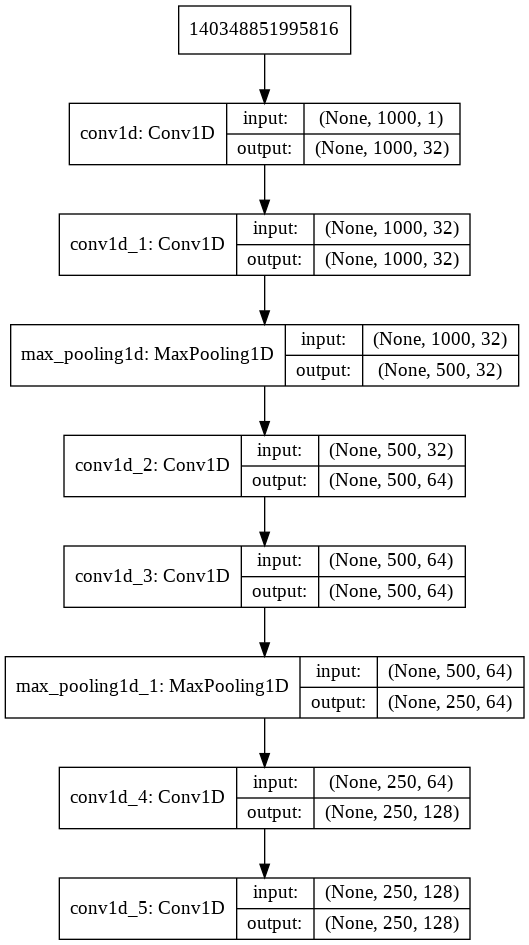 140348851995816
conv1d: Conv1D
input: (None, 1000, 1)
output: (None, 1000, 32)
conv1d_1: Conv1D
input: (None, 1000, 32)
output: (None, 1000, 32)
max_pooling1d: MaxPooling1D
input: (None, 1000, 32)
output: (None, 500, 32)
conv1d_2: Conv1D
input: (None, 500, 32)
output: (None, 500, 64)
conv1d_3: Conv1D
input: (None, 500, 64)
output: (None, 500, 64)
max_pooling1d_1: MaxPooling1D
input: (None, 500, 64)
output: (None, 250, 64)
conv1d_4: Conv1D
input: (None, 250, 64)
output: (None, 250, 128)
conv1d_5: Conv1D
input: (None, 250, 128)
output: (None, 250, 128)